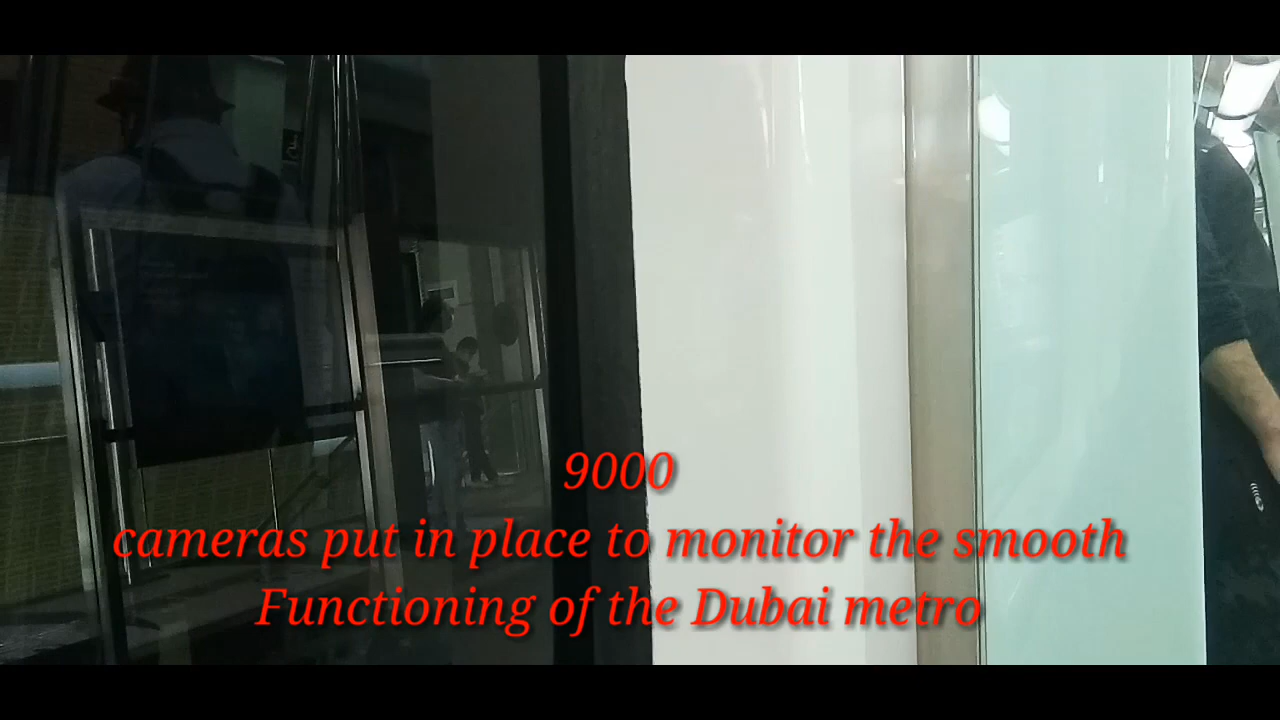 9000
cameras put in place to monitor the smooth
Functioning of the Dubai metro